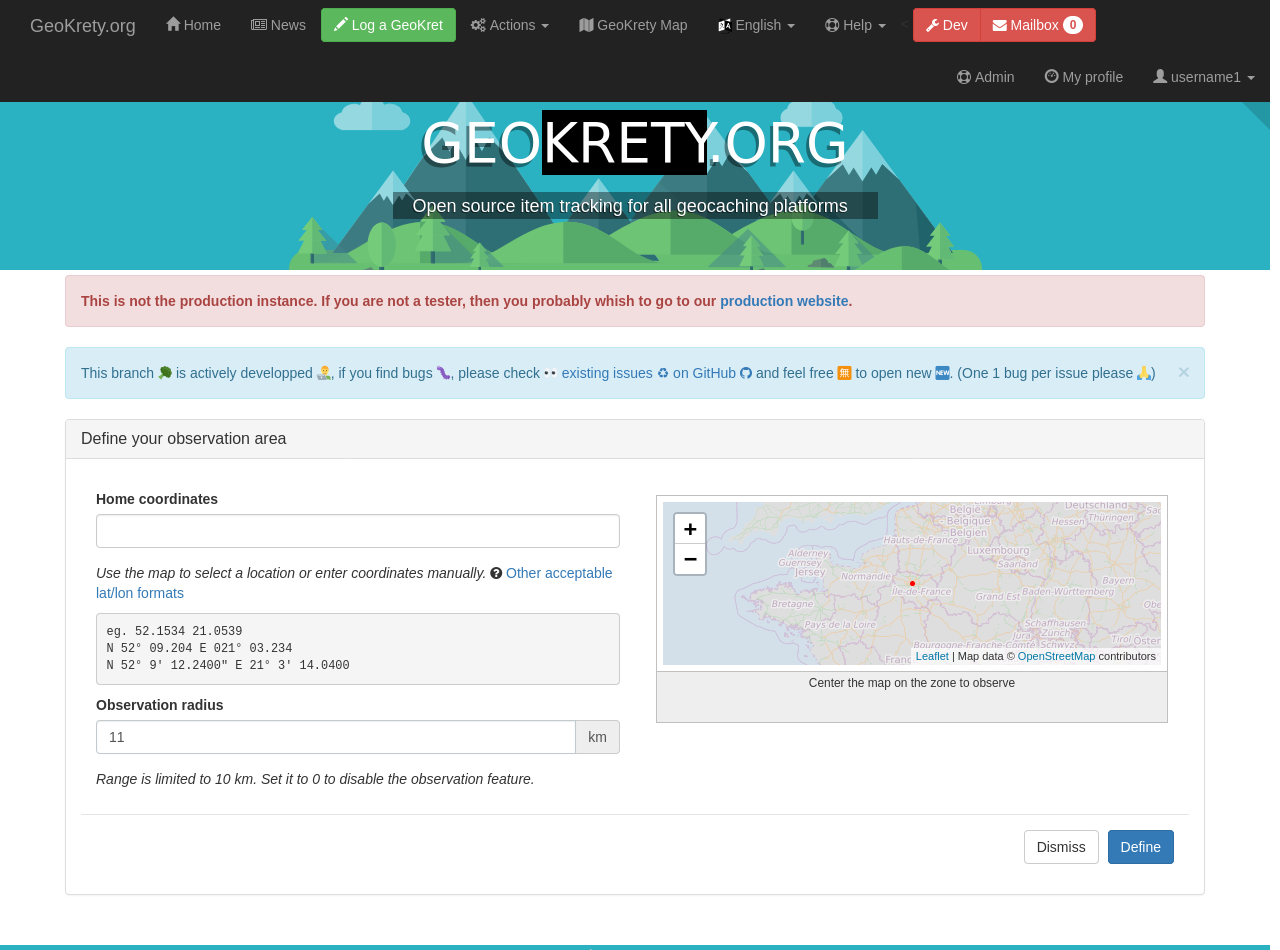 GeoKrety.org Home News Log a GeoKret Actions GeoKrety Map English Help < Dev Mailbox 0
Admin My profile username1
GEOKRETY.ORG
Open source item tracking for all geocaching platforms
This is not the production instance. If you are not a tester, then you probably whish to go to our production website.
This branch 🥦 is actively developped 👨‍🔬, if you find bugs 🐛, please check 👀 existing issues ♻ on GitHub and feel free 🈚 to open new 🆕. (One 1 bug per issue please 🙏) ×
Define your observation area
Home coordinates
Use the map to select a location or enter coordinates manually. Other acceptable
lat/lon formats
eg. 52.1534 21.0539
N 52° 09.204 E 021° 03.234
N 52° 9' 12.2400" E 21° 3' 14.0400
Observation radius
11 km
Range is limited to 10 km. Set it to 0 to disable the observation feature.
+
−
Deutschland
België
Belgique
Belgien
Hessen
Thüringen
Hauts-de-France
Luxembourg
Alderney
Guernsey
Jersey
Saarland
Normandie
Île-de-France
Bayern
Grand Est
Baden-Württemberg
Bretagne
Pays de la Loire
Schaffhausen
Zürich
Jura
Tirol
Bourgogne-Franche-Comté
Leaflet | Map data © OpenStreetMap contributors
Center the map on the zone to observe
Dismiss Define